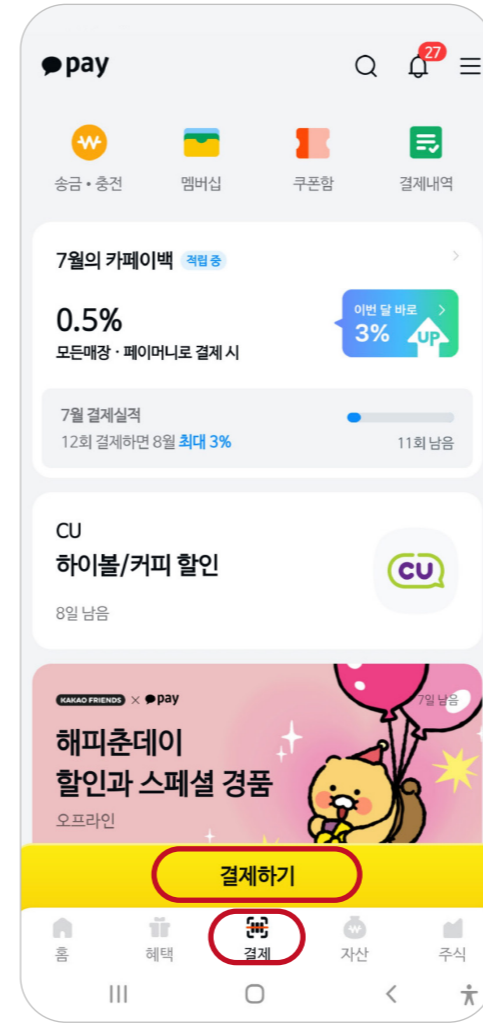 pay
27
송금 • 충전
멤버십
쿠폰함
결제내역
7월의 카페이백 적립 중
0.5%
모든매장 · 페이머니로 결제 시
이번 달 바로
3% UP
7월 결제실적
12회 결제하면 8월 최대 3%
11회 남음
CU
하이볼/커피 할인
8일 남음
CU
KAKAO FRIENDS × pay
7일 남음
해피춘데이
할인과 스페셜 경품
오프라인
결제하기
홈
혜택
결제
자산
주식